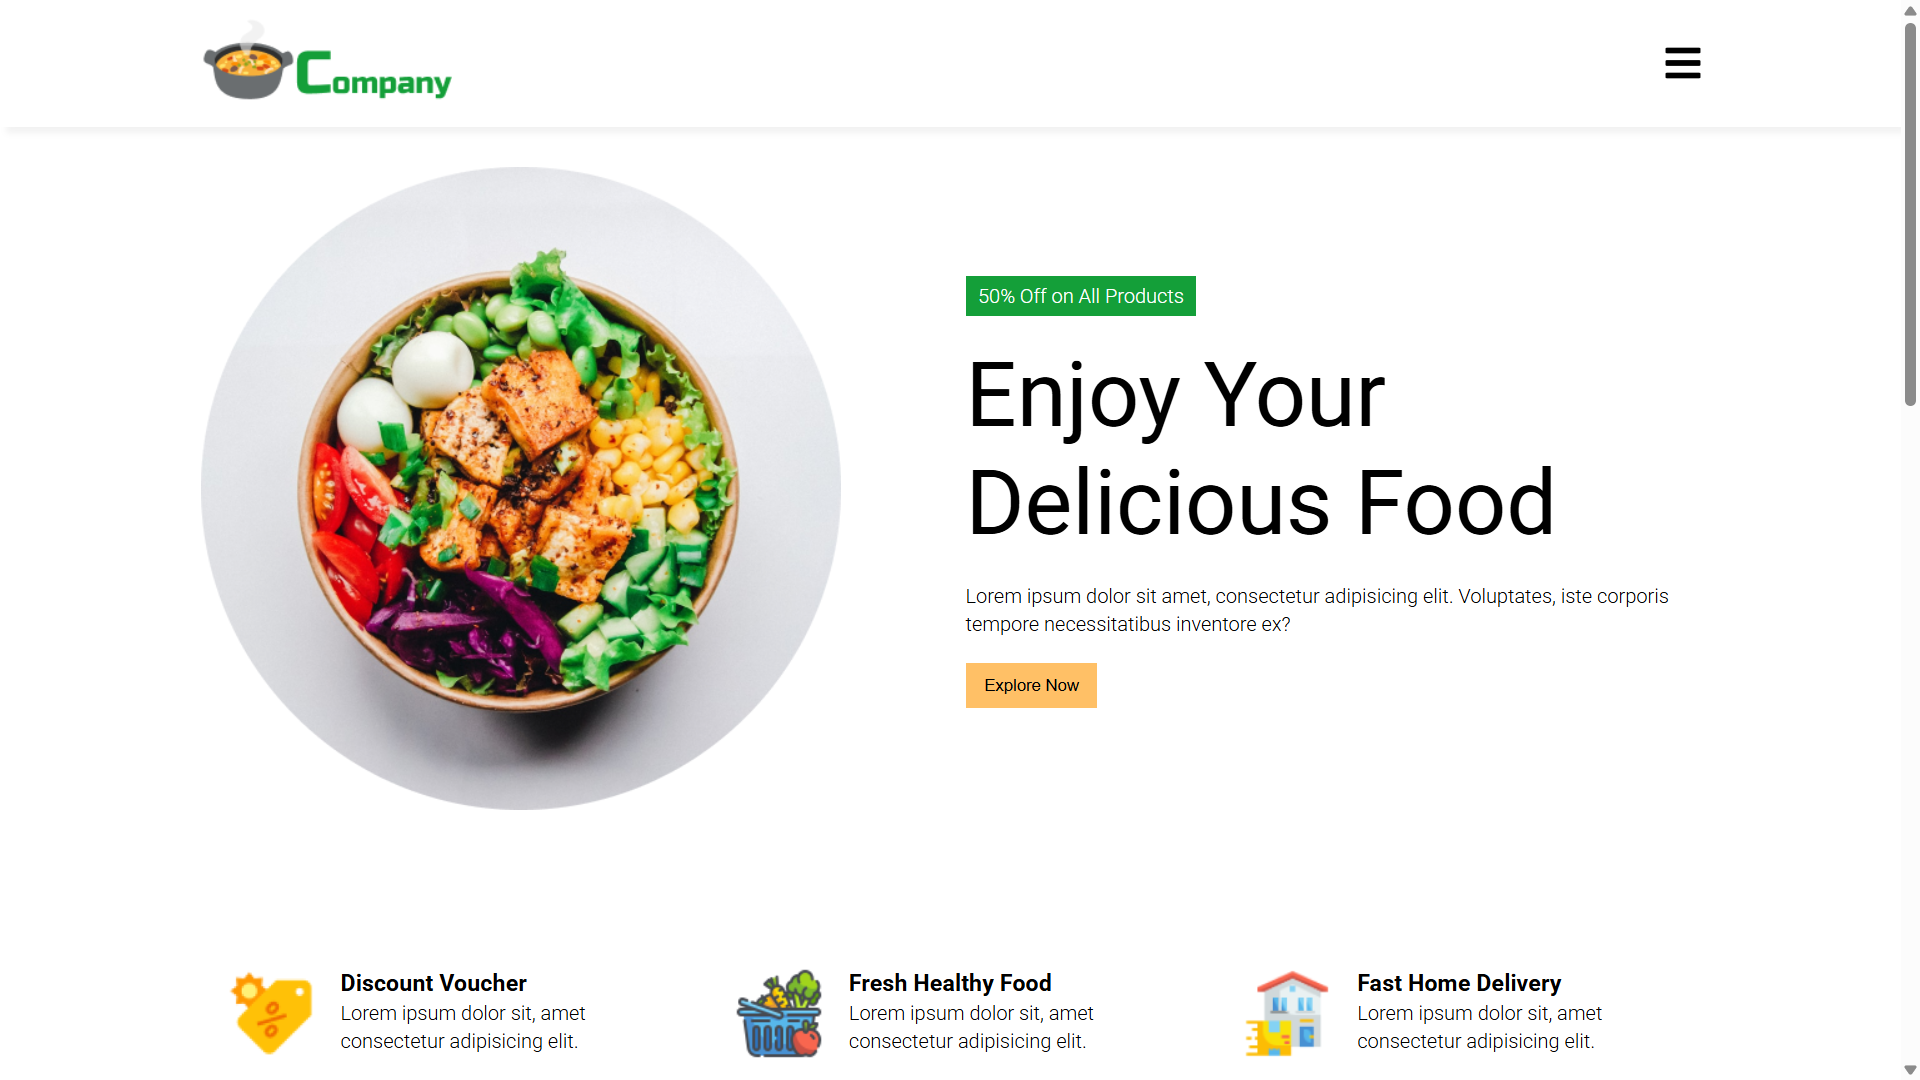 Company
50% Off on All Products
Enjoy Your
Delicious Food
Lorem ipsum dolor sit amet, consectetur adipisicing elit. Voluptates, iste corporis
tempore necessitatibus inventore ex?
Explore Now
Discount Voucher
Lorem ipsum dolor sit, amet
consectetur adipisicing elit.
Fresh Healthy Food
Lorem ipsum dolor sit, amet
consectetur adipisicing elit.
Fast Home Delivery
Lorem ipsum dolor sit, amet
consectetur adipisicing elit.